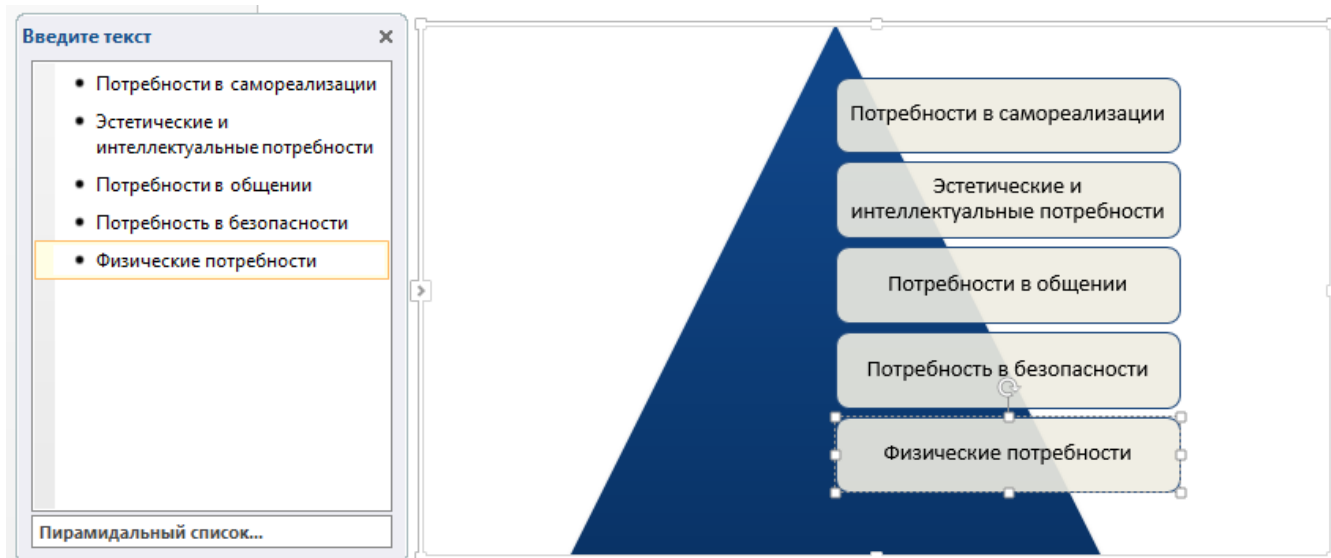 Введите текст
Потребности в самореализации
Эстетические и
интеллектуальные потребности
Потребности в общении
Потребность в безопасности
Физические потребности
Пирамидальный список...
Потребности в самореализации
Эстетические и
интеллектуальные потребности
Потребности в общении
Потребность в безопасности
Физические потребности